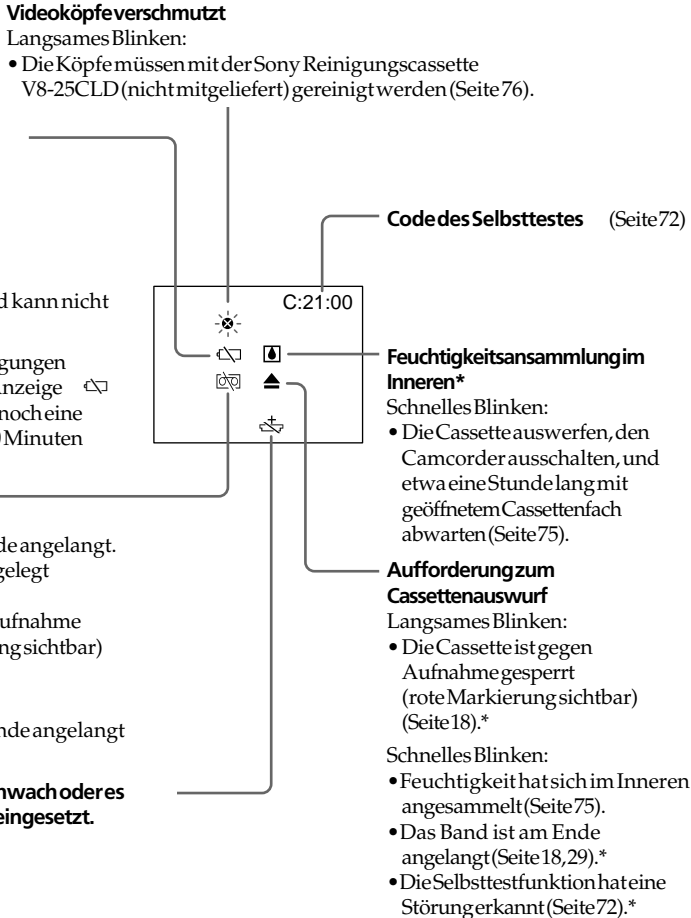 Videoköpfe verschmutzt
Langsames Blinken:
• Die Köpfe müssen mit der Sony Reinigungscassette
V8-25CLD (nicht mitgeliefert) gereinigt werden (Seite 76).
Code des Selbsttestes (Seite 72)
C:21:00
d kann nicht
gungen
nzeige
noch eine
Minuten
Feuchtigkeitsansammlung im
Inneren*
Schnelles Blinken:
• Die Cassette auswerfen, den
Camcorder ausschalten, und
etwa eine Stunde lang mit
geöffnetem Cassettenfach
abwarten (Seite 75).
de angelangt.
gelegt
ufnahme
ng sichtbar)
nde angelangt
hwach oder es
eingesetzt.
Aufforderung zum
Cassettenauswurf
Langsames Blinken:
• Die Cassette ist gegen
Aufnahme gesperrt
(rote Markierung sichtbar)
(Seite 18).*
Schnelles Blinken:
• Feuchtigkeit hat sich im Inneren
angesammelt (Seite 75).
• Das Band ist am Ende
angelangt (Seite 18, 29).*
• Die Selbsttestfunktion hat eine
Störung erkannt (Seite 72).*